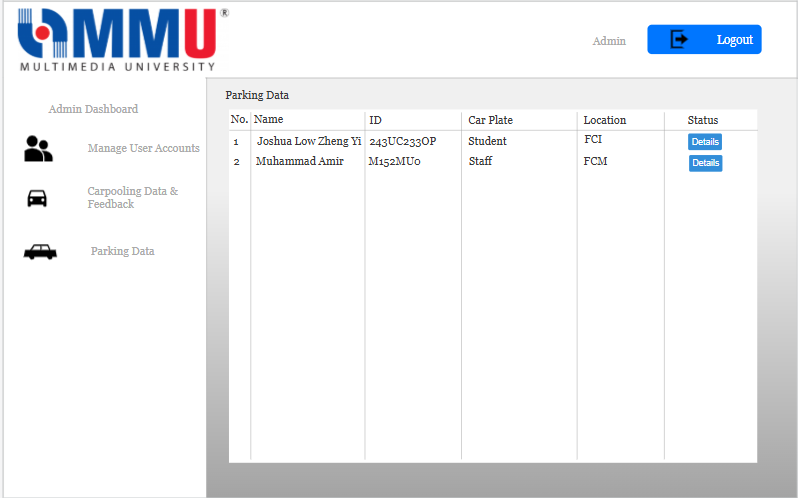 MMU®
MULTIMEDIA UNIVERSITY
Admin
Logout
Admin Dashboard
Manage User Accounts
Carpooling Data &
Feedback
Parking Data
Parking Data
No. Name ID Car Plate Location Status
1 Joshua Low Zheng Yi 243UC233OP Student FCI Details
2 Muhammad Amir M152MU0 Staff FCM Details